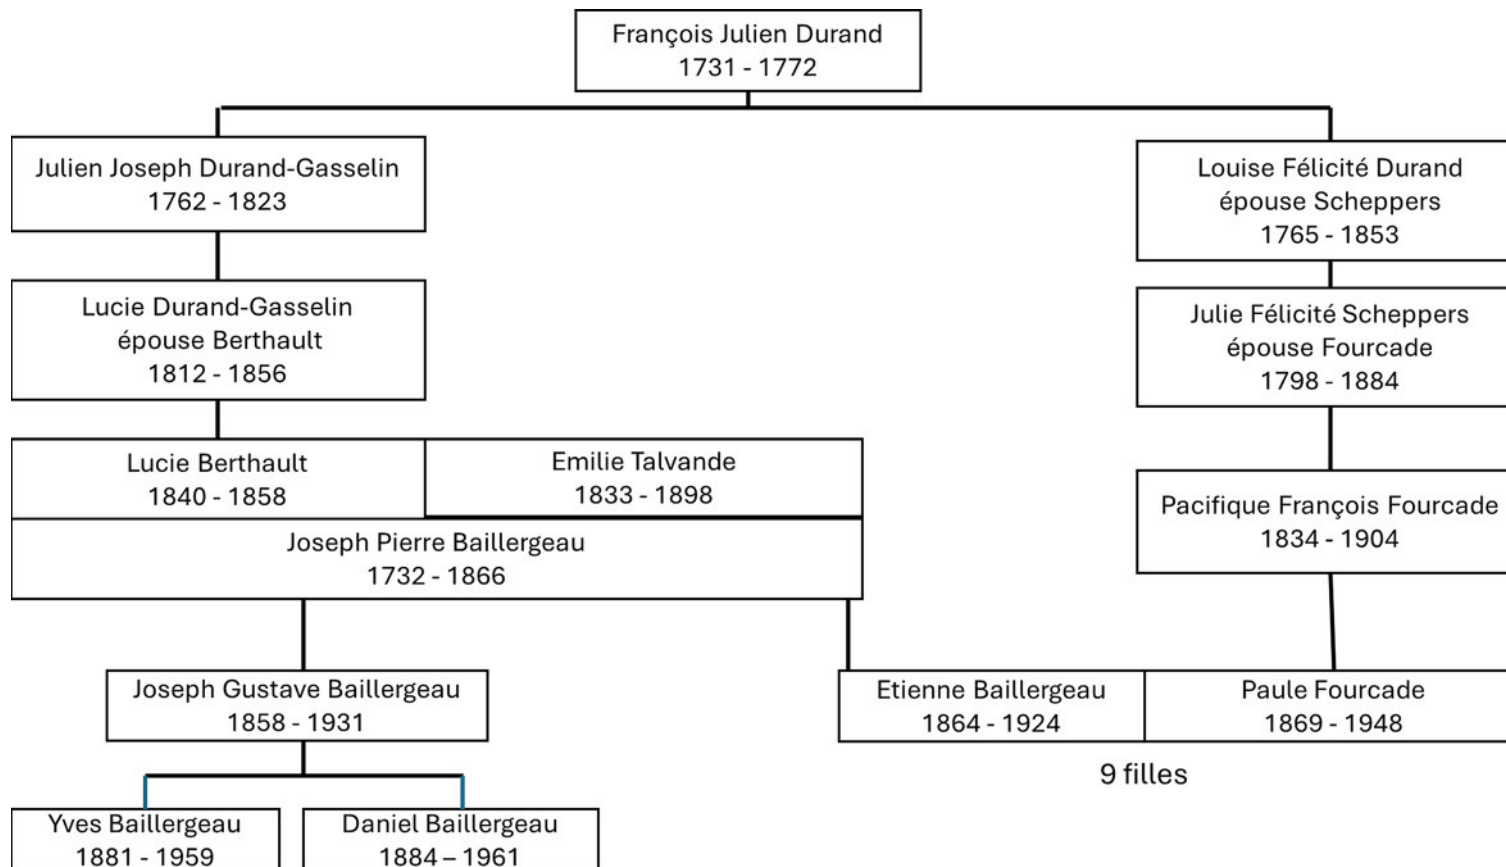 François Julien Durand
1731 - 1772
Julien Joseph Durand-Gasselin
1762 - 1823
Louise Félicité Durand
épouse Scheppers
1765 - 1853
Lucie Durand-Gasselin
épouse Berthault
1812 - 1856
Julie Félicité Scheppers
épouse Fourcade
1798 - 1884
Lucie Berthault
1840 - 1858
Emilie Talvande
1833 - 1898
Pacifique François Fourcade
1834 - 1904
Joseph Pierre Baillergeau
1732 - 1866
Joseph Gustave Baillergeau
1858 - 1931
Etienne Baillergeau
1864 - 1924
Paule Fourcade
1869 - 1948
9 filles
Yves Baillergeau
1881 - 1959
Daniel Baillergeau
1884 – 1961